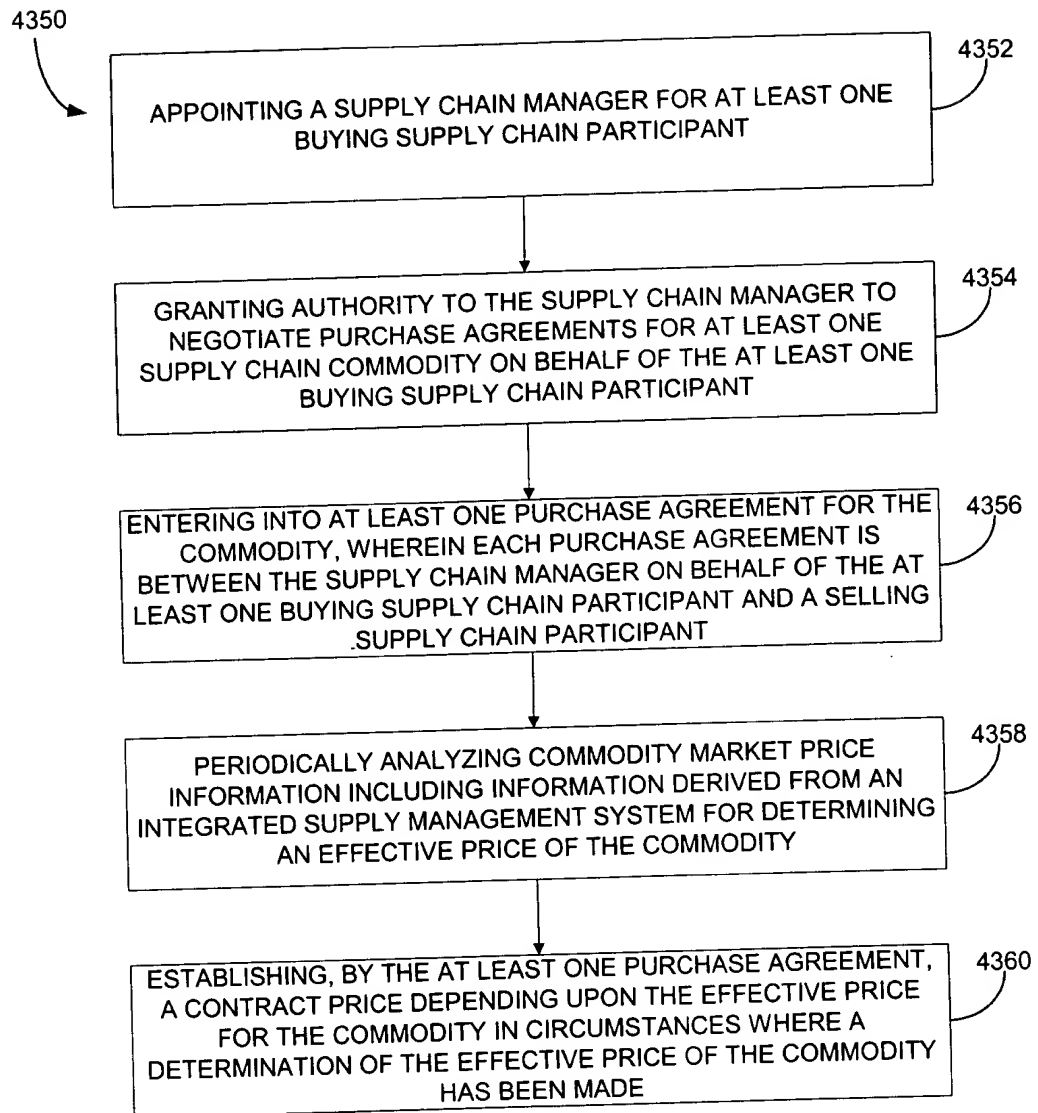 4350
4352
APPOINTING A SUPPLY CHAIN MANAGER FOR AT LEAST ONE
BUYING SUPPLY CHAIN PARTICIPANT
4354
GRANTING AUTHORITY TO THE SUPPLY CHAIN MANAGER TO
NEGOTIATE PURCHASE AGREEMENTS FOR AT LEAST ONE
SUPPLY CHAIN COMMODITY ON BEHALF OF THE AT LEAST ONE
BUYING SUPPLY CHAIN PARTICIPANT
4356
ENTERING INTO AT LEAST ONE PURCHASE AGREEMENT FOR THE
COMMODITY, WHEREIN EACH PURCHASE AGREEMENT IS
BETWEEN THE SUPPLY CHAIN MANAGER ON BEHALF OF THE AT
LEAST ONE BUYING SUPPLY CHAIN PARTICIPANT AND A SELLING
.SUPPLY CHAIN PARTICIPANT
4358
PERIODICALLY ANALYZING COMMODITY MARKET PRICE
INFORMATION INCLUDING INFORMATION DERIVED FROM AN
INTEGRATED SUPPLY MANAGEMENT SYSTEM FOR DETERMINING
AN EFFECTIVE PRICE OF THE COMMODITY
4360
ESTABLISHING, BY THE AT LEAST ONE PURCHASE AGREEMENT,
A CONTRACT PRICE DEPENDING UPON THE EFFECTIVE PRICE
FOR THE COMMODITY IN CIRCUMSTANCES WHERE A
DETERMINATION OF THE EFFECTIVE PRICE OF THE COMMODITY
HAS BEEN MADE